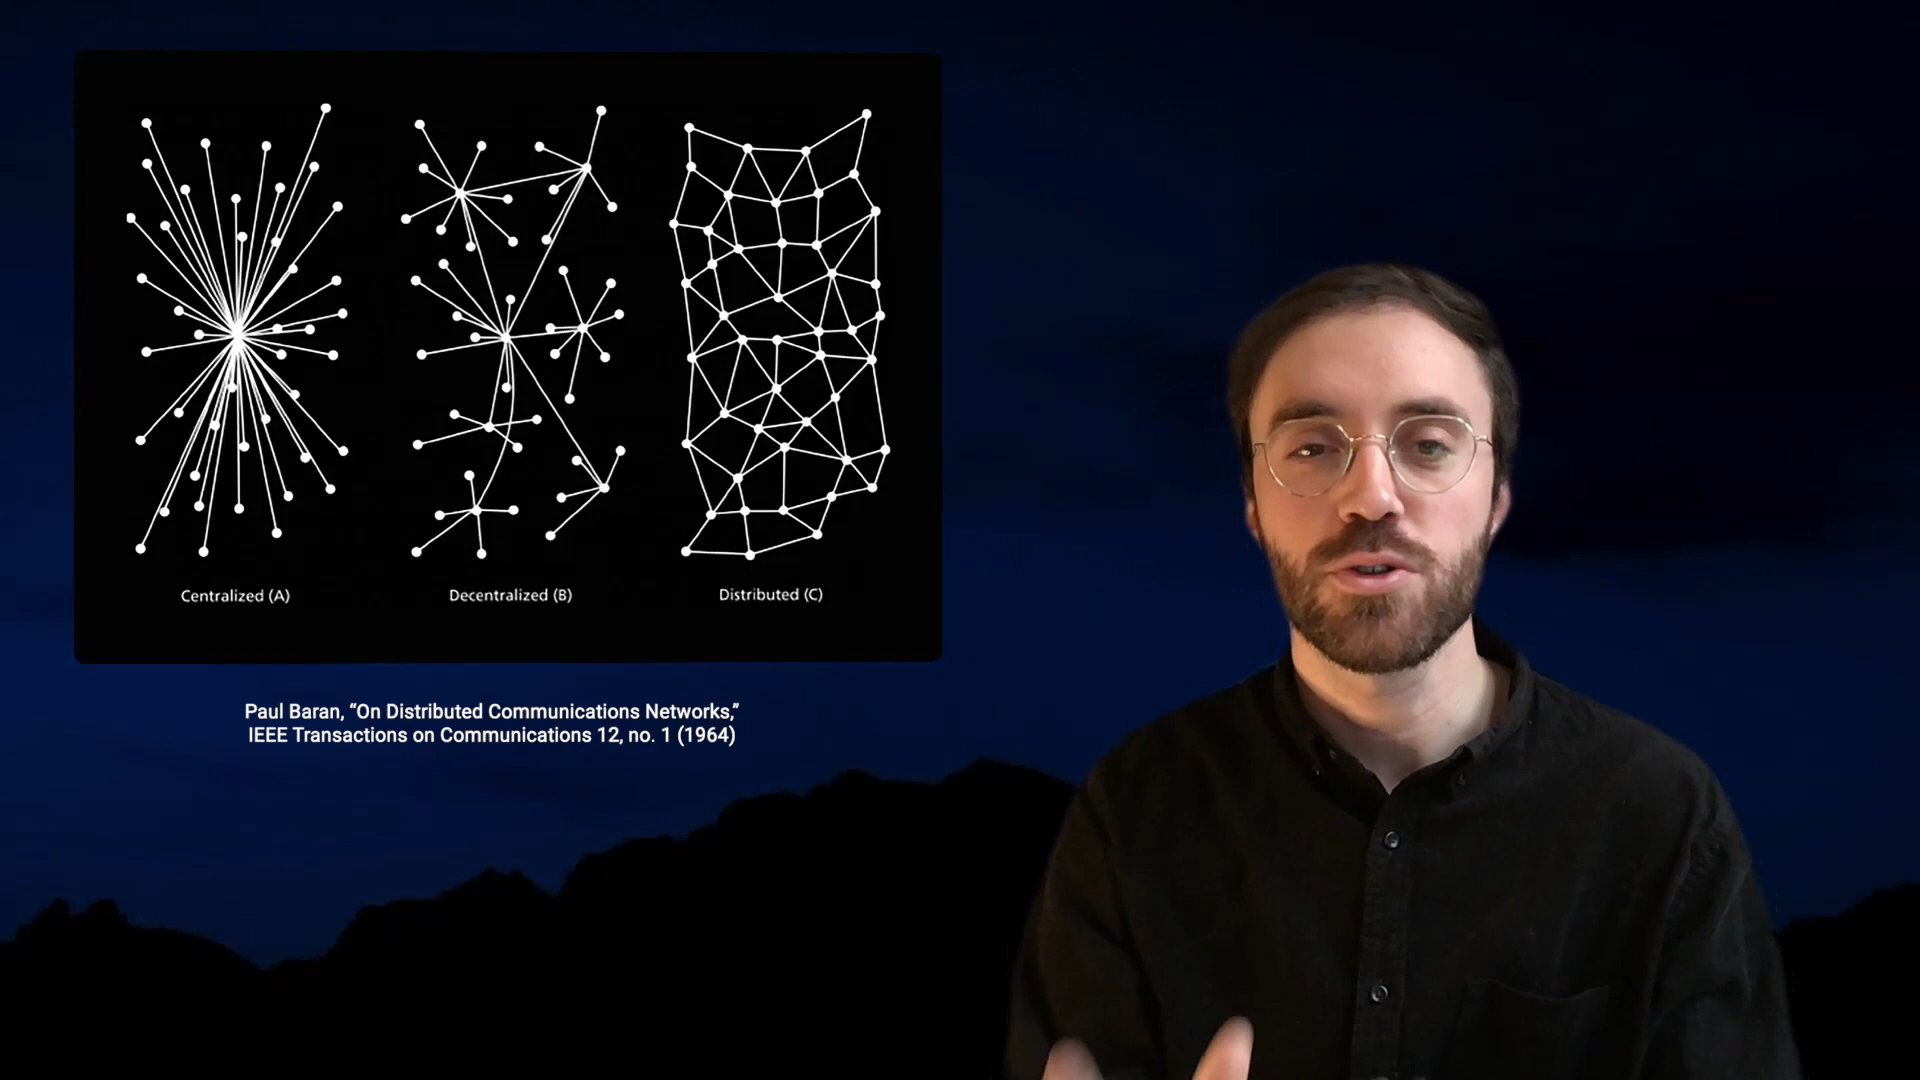 Centralized (A)
Decentralized (B)
Distributed (C)
Paul Baran, “On Distributed Communications Networks,”
IEEE Transactions on Communications 12, no. 1 (1964)